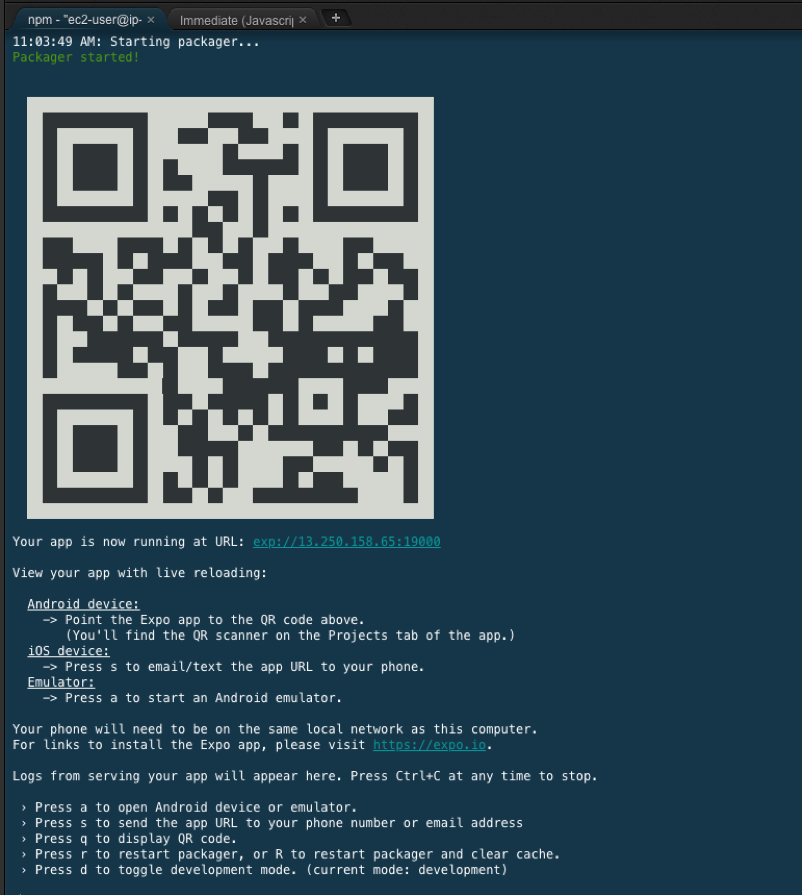 npm - "ec2-user@ip- ×
Immediate (Javascrip ×
+
11:03:49 AM: Starting packager...
Packager started!
Your app is now running at URL: exp://13.250.158.65:19000
View your app with live reloading:
Android device:
-> Point the Expo app to the QR code above.
(You'll find the QR scanner on the Projects tab of the app.)
iOS device:
-> Press s to email/text the app URL to your phone.
Emulator:
-> Press a to start an Android emulator.
Your phone will need to be on the same local network as this computer.
For links to install the Expo app, please visit https://expo.io.
Logs from serving your app will appear here. Press Ctrl+C at any time to stop.
› Press a to open Android device or emulator.
› Press s to send the app URL to your phone number or email address
› Press q to display QR code.
› Press r to restart packager, or R to restart packager and clear cache.
› Press d to toggle development mode. (current mode: development)